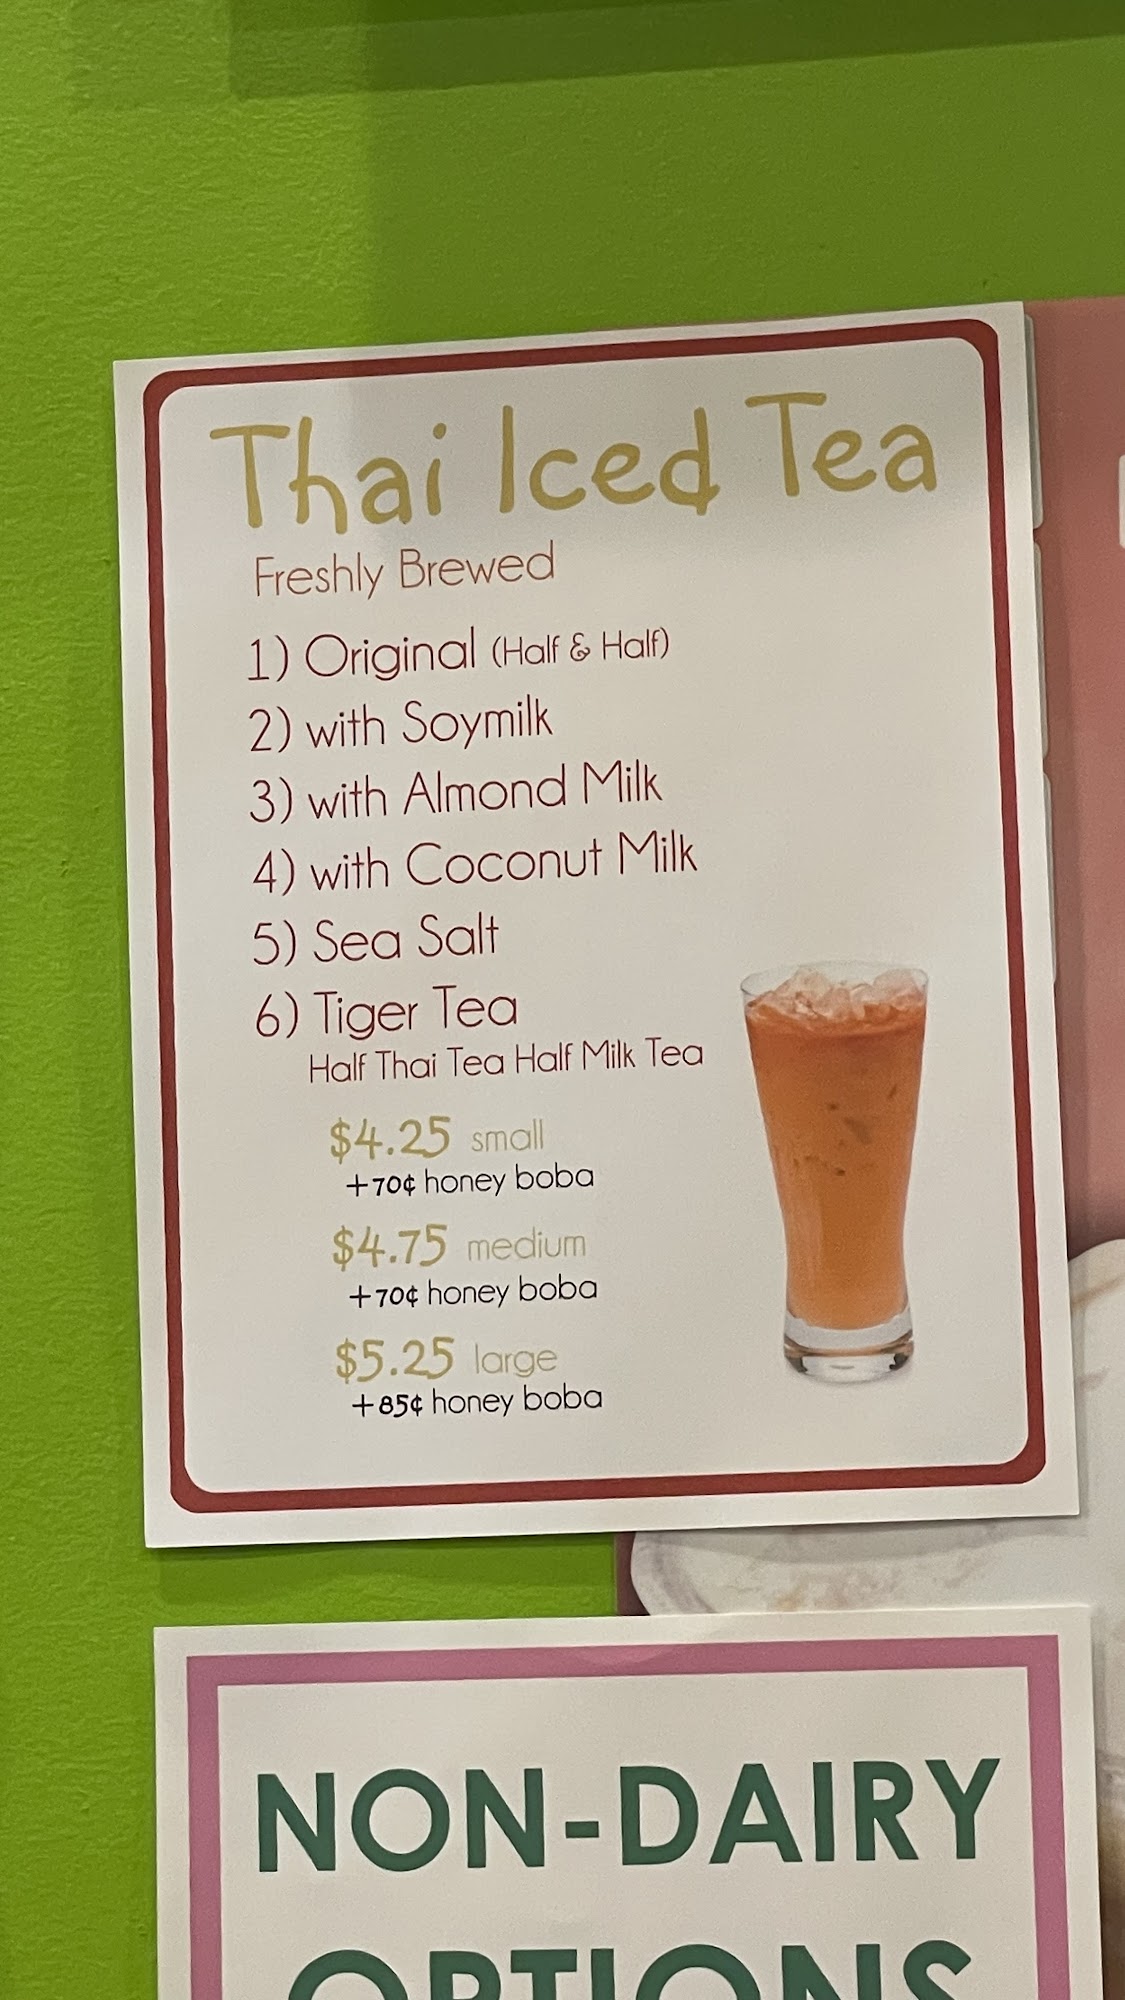 Thai Iced Tea
Freshly Brewed
1) Original (Half & Half)
2) with Soymilk
3) with Almond Milk
4) with Coconut Milk
5) Sea Salt
6) Tiger Tea
Half Thai Tea Half Milk Tea
$4.25 small
+70¢ honey boba
$4.75 medium
+70¢ honey boba
$5.25 large
+85¢ honey boba
NON-DAIRY
OPTIONS